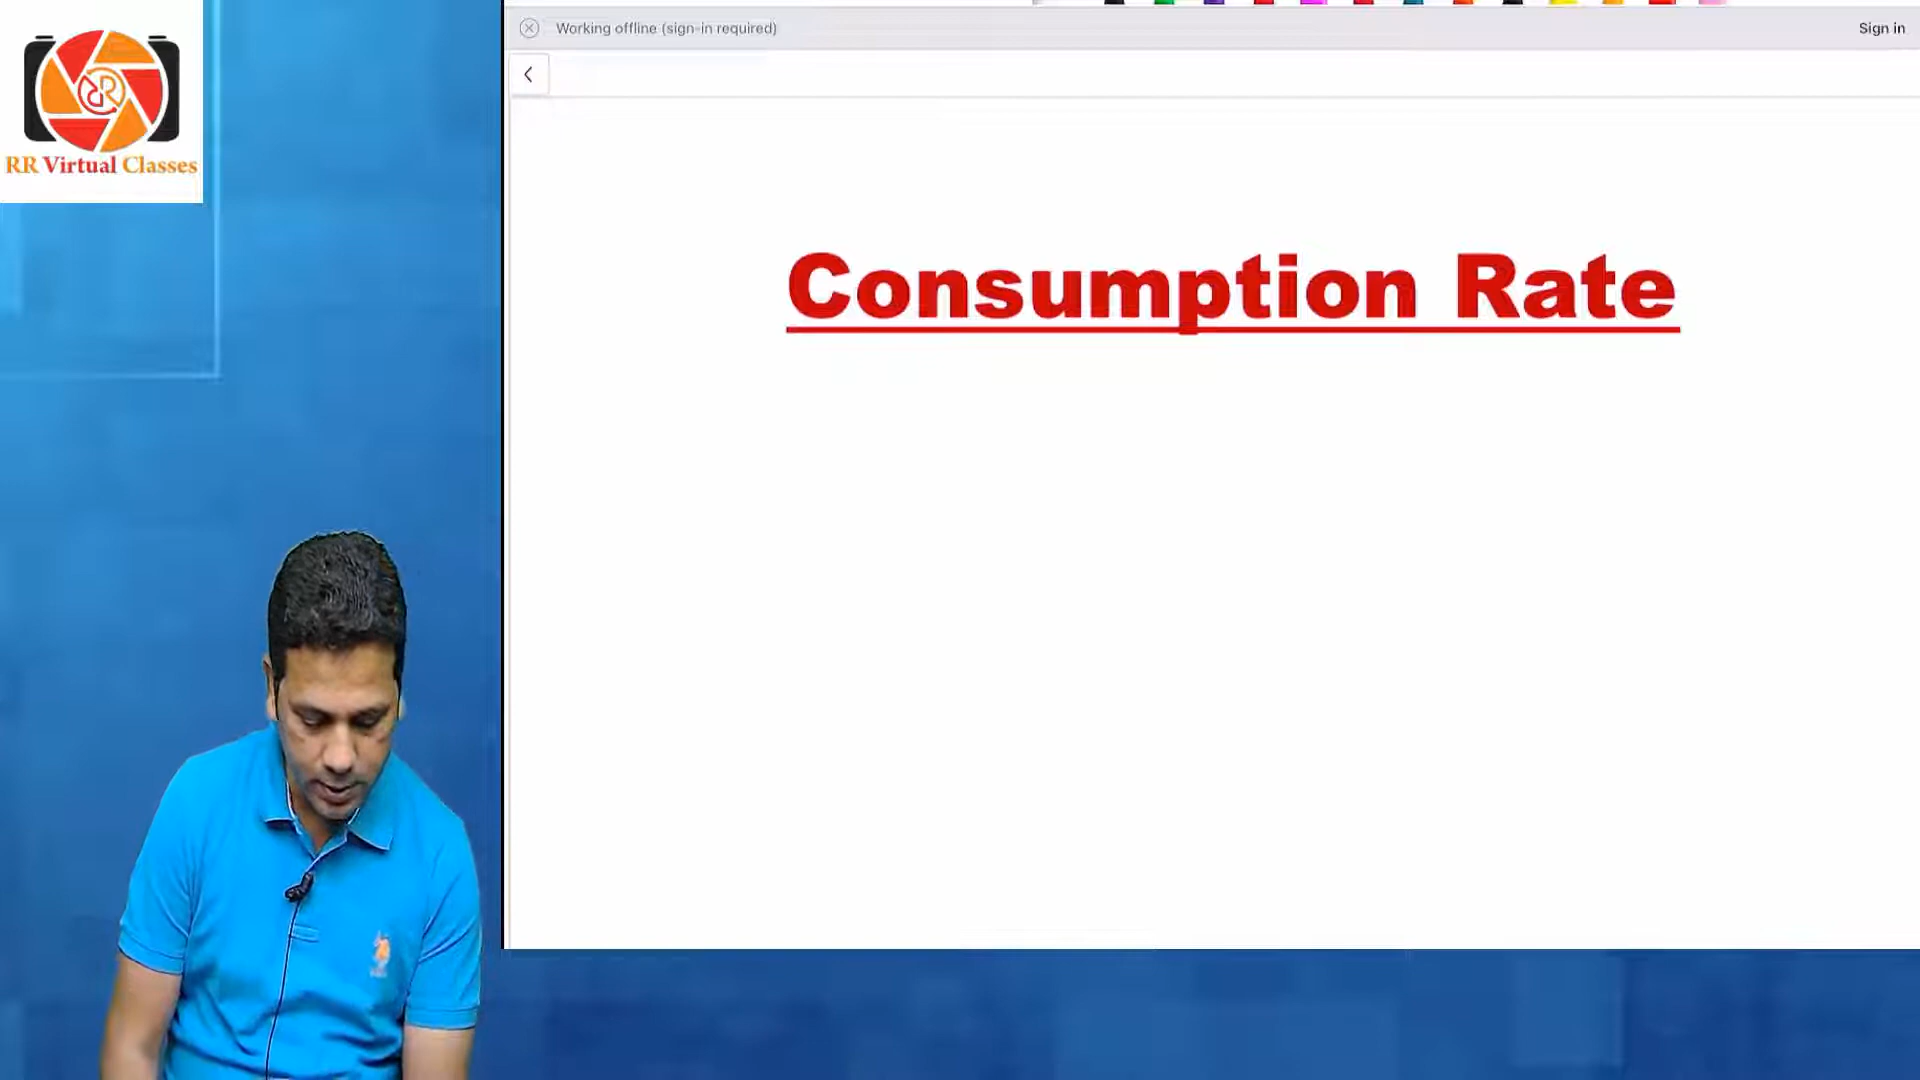 RR Virtual Classes
Working offline (sign-in required)
Sign in
Consumption Rate